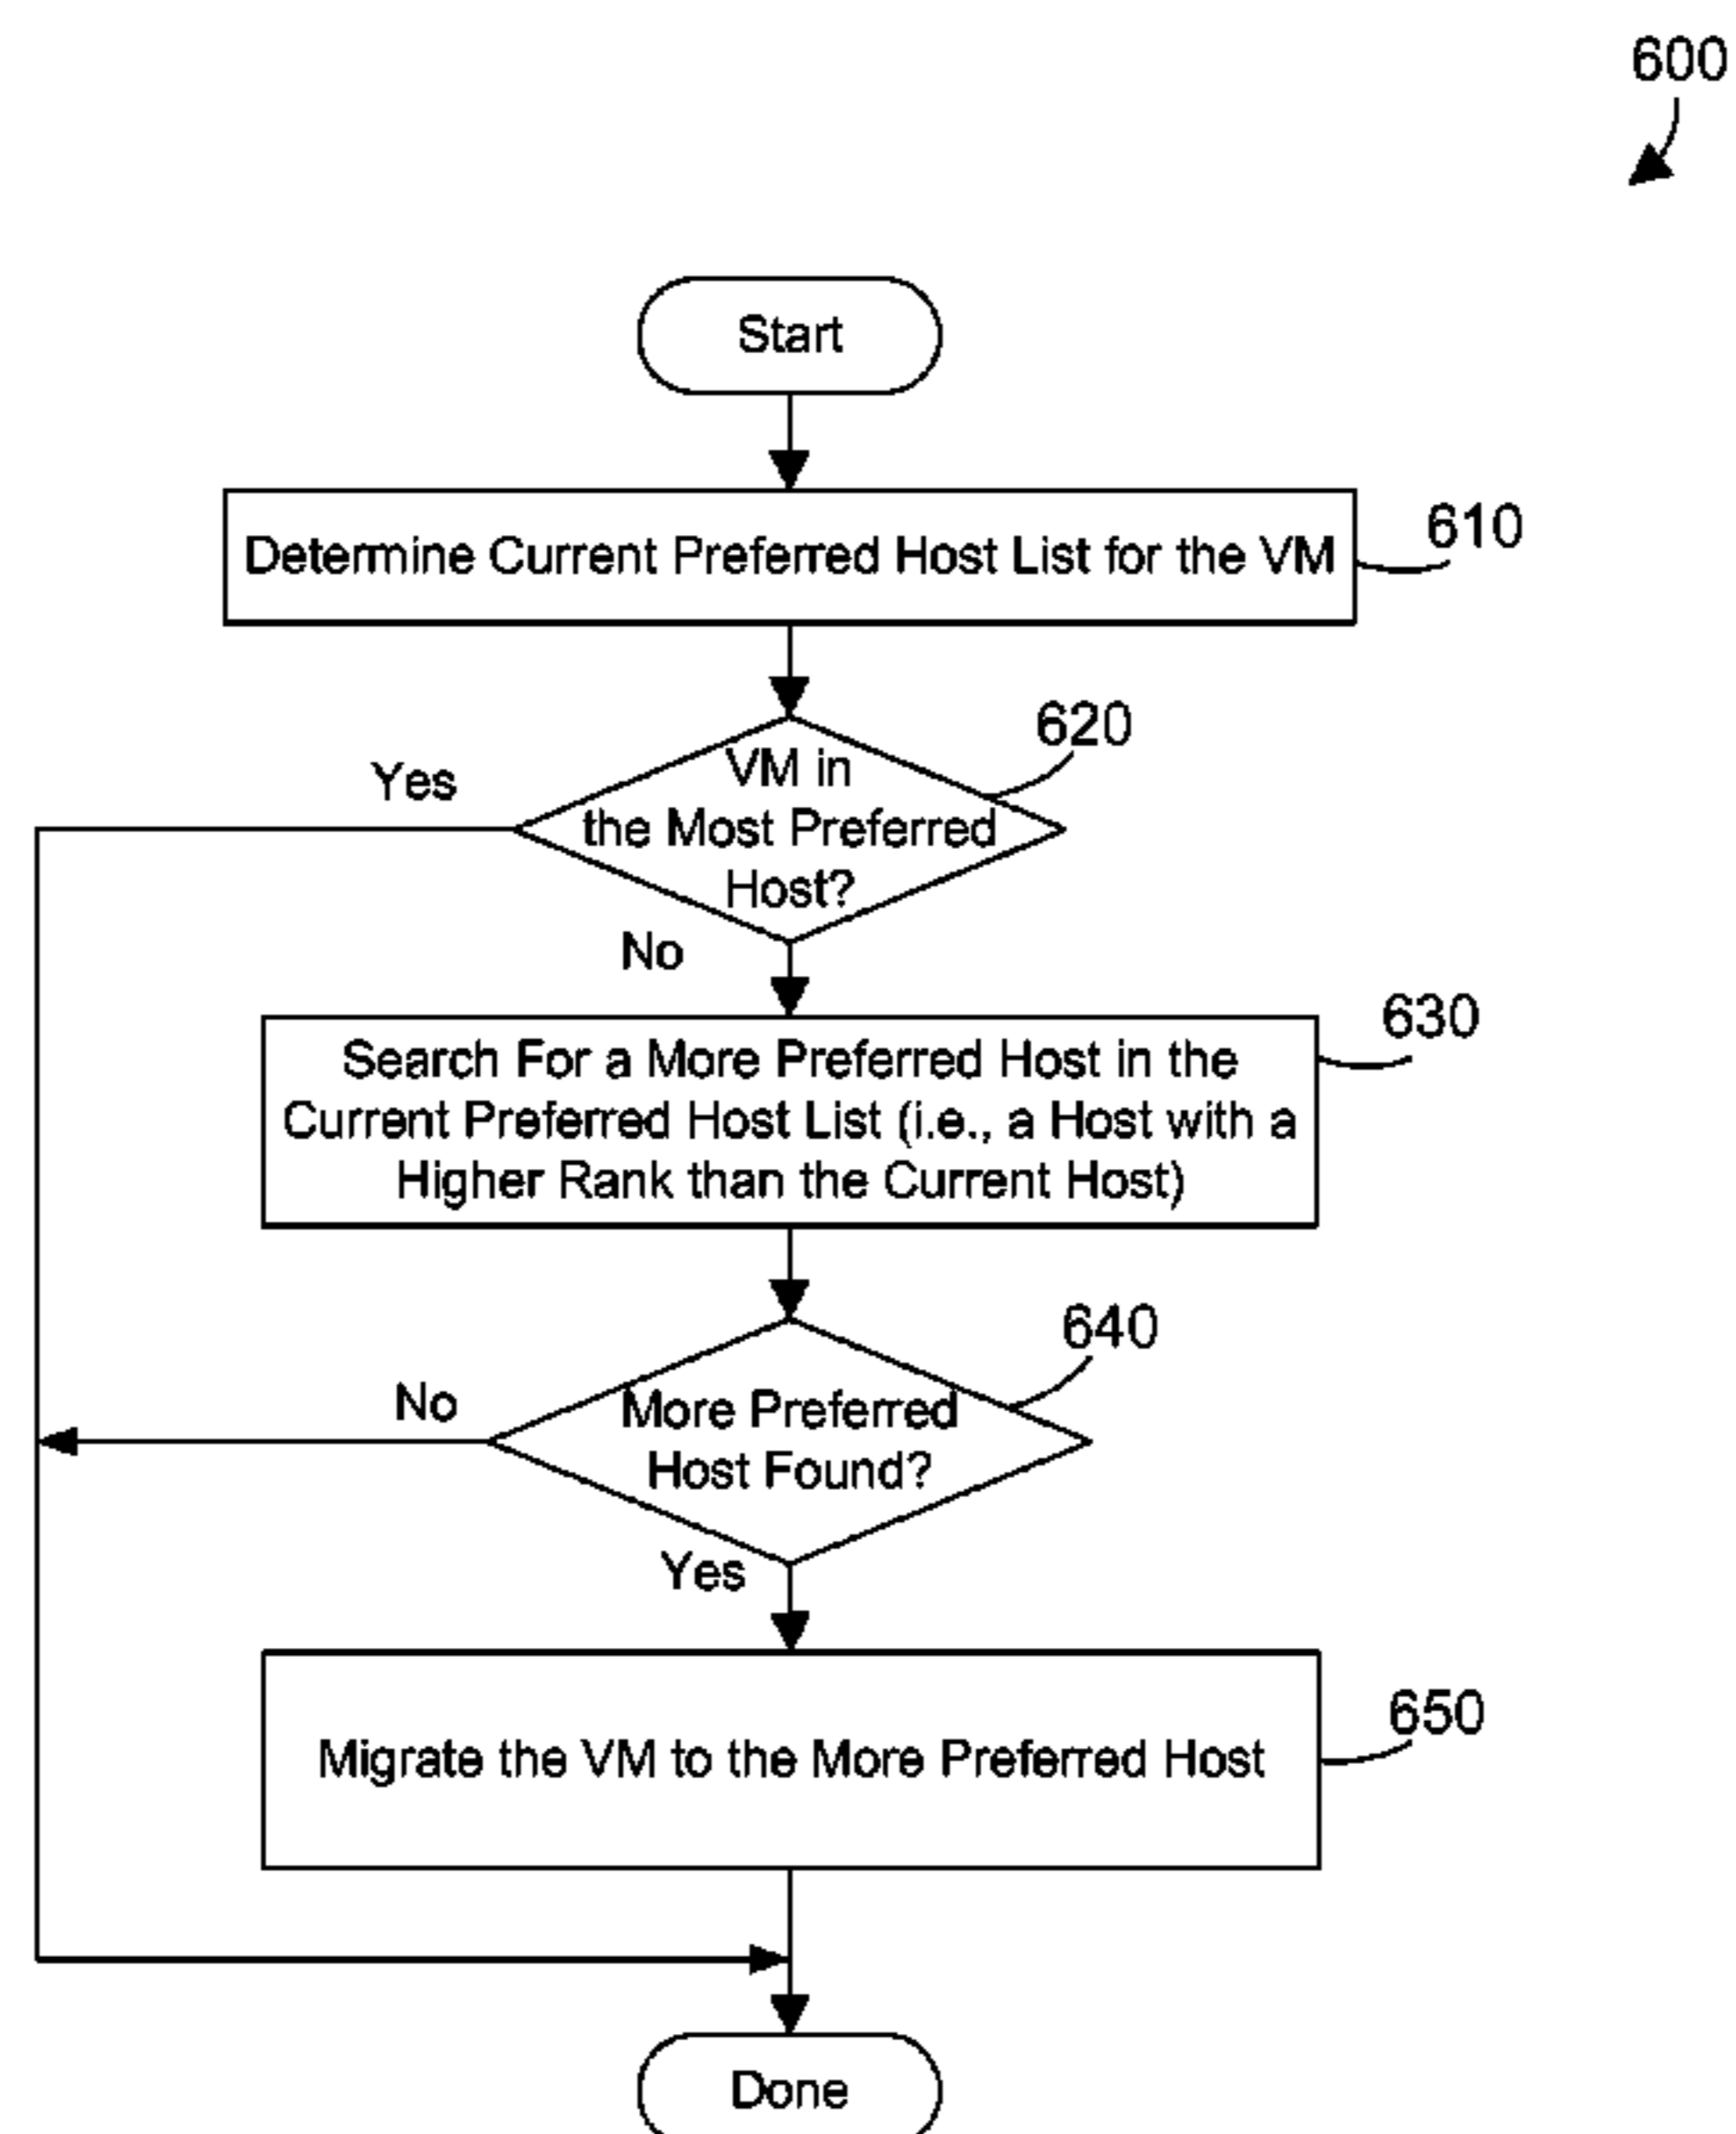 600
Start
Determine Current Preferred Host List for the VM
610
620
VM in
the Most Preferred
Host?
Yes
No
630
Search For a More Preferred Host in the
Current Preferred Host List (i.e., a Host with a
Higher Rank than the Current Host)
640
More Preferred
Host Found?
No
Yes
650
Migrate the VM to the More Preferred Host
Done